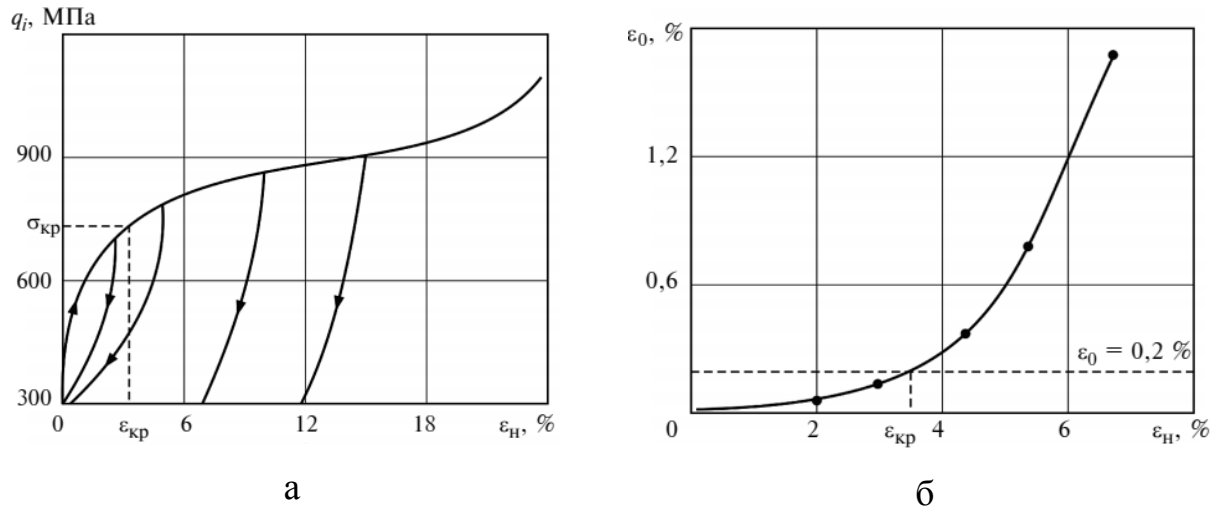 qᵢ, МПа
900
σкр
600
300
0
εкр
6
12
18
εн, %
а
ε₀, %
1,2
0,6
ε₀ = 0,2 %
0
2
εкр
4
6
εн, %
б